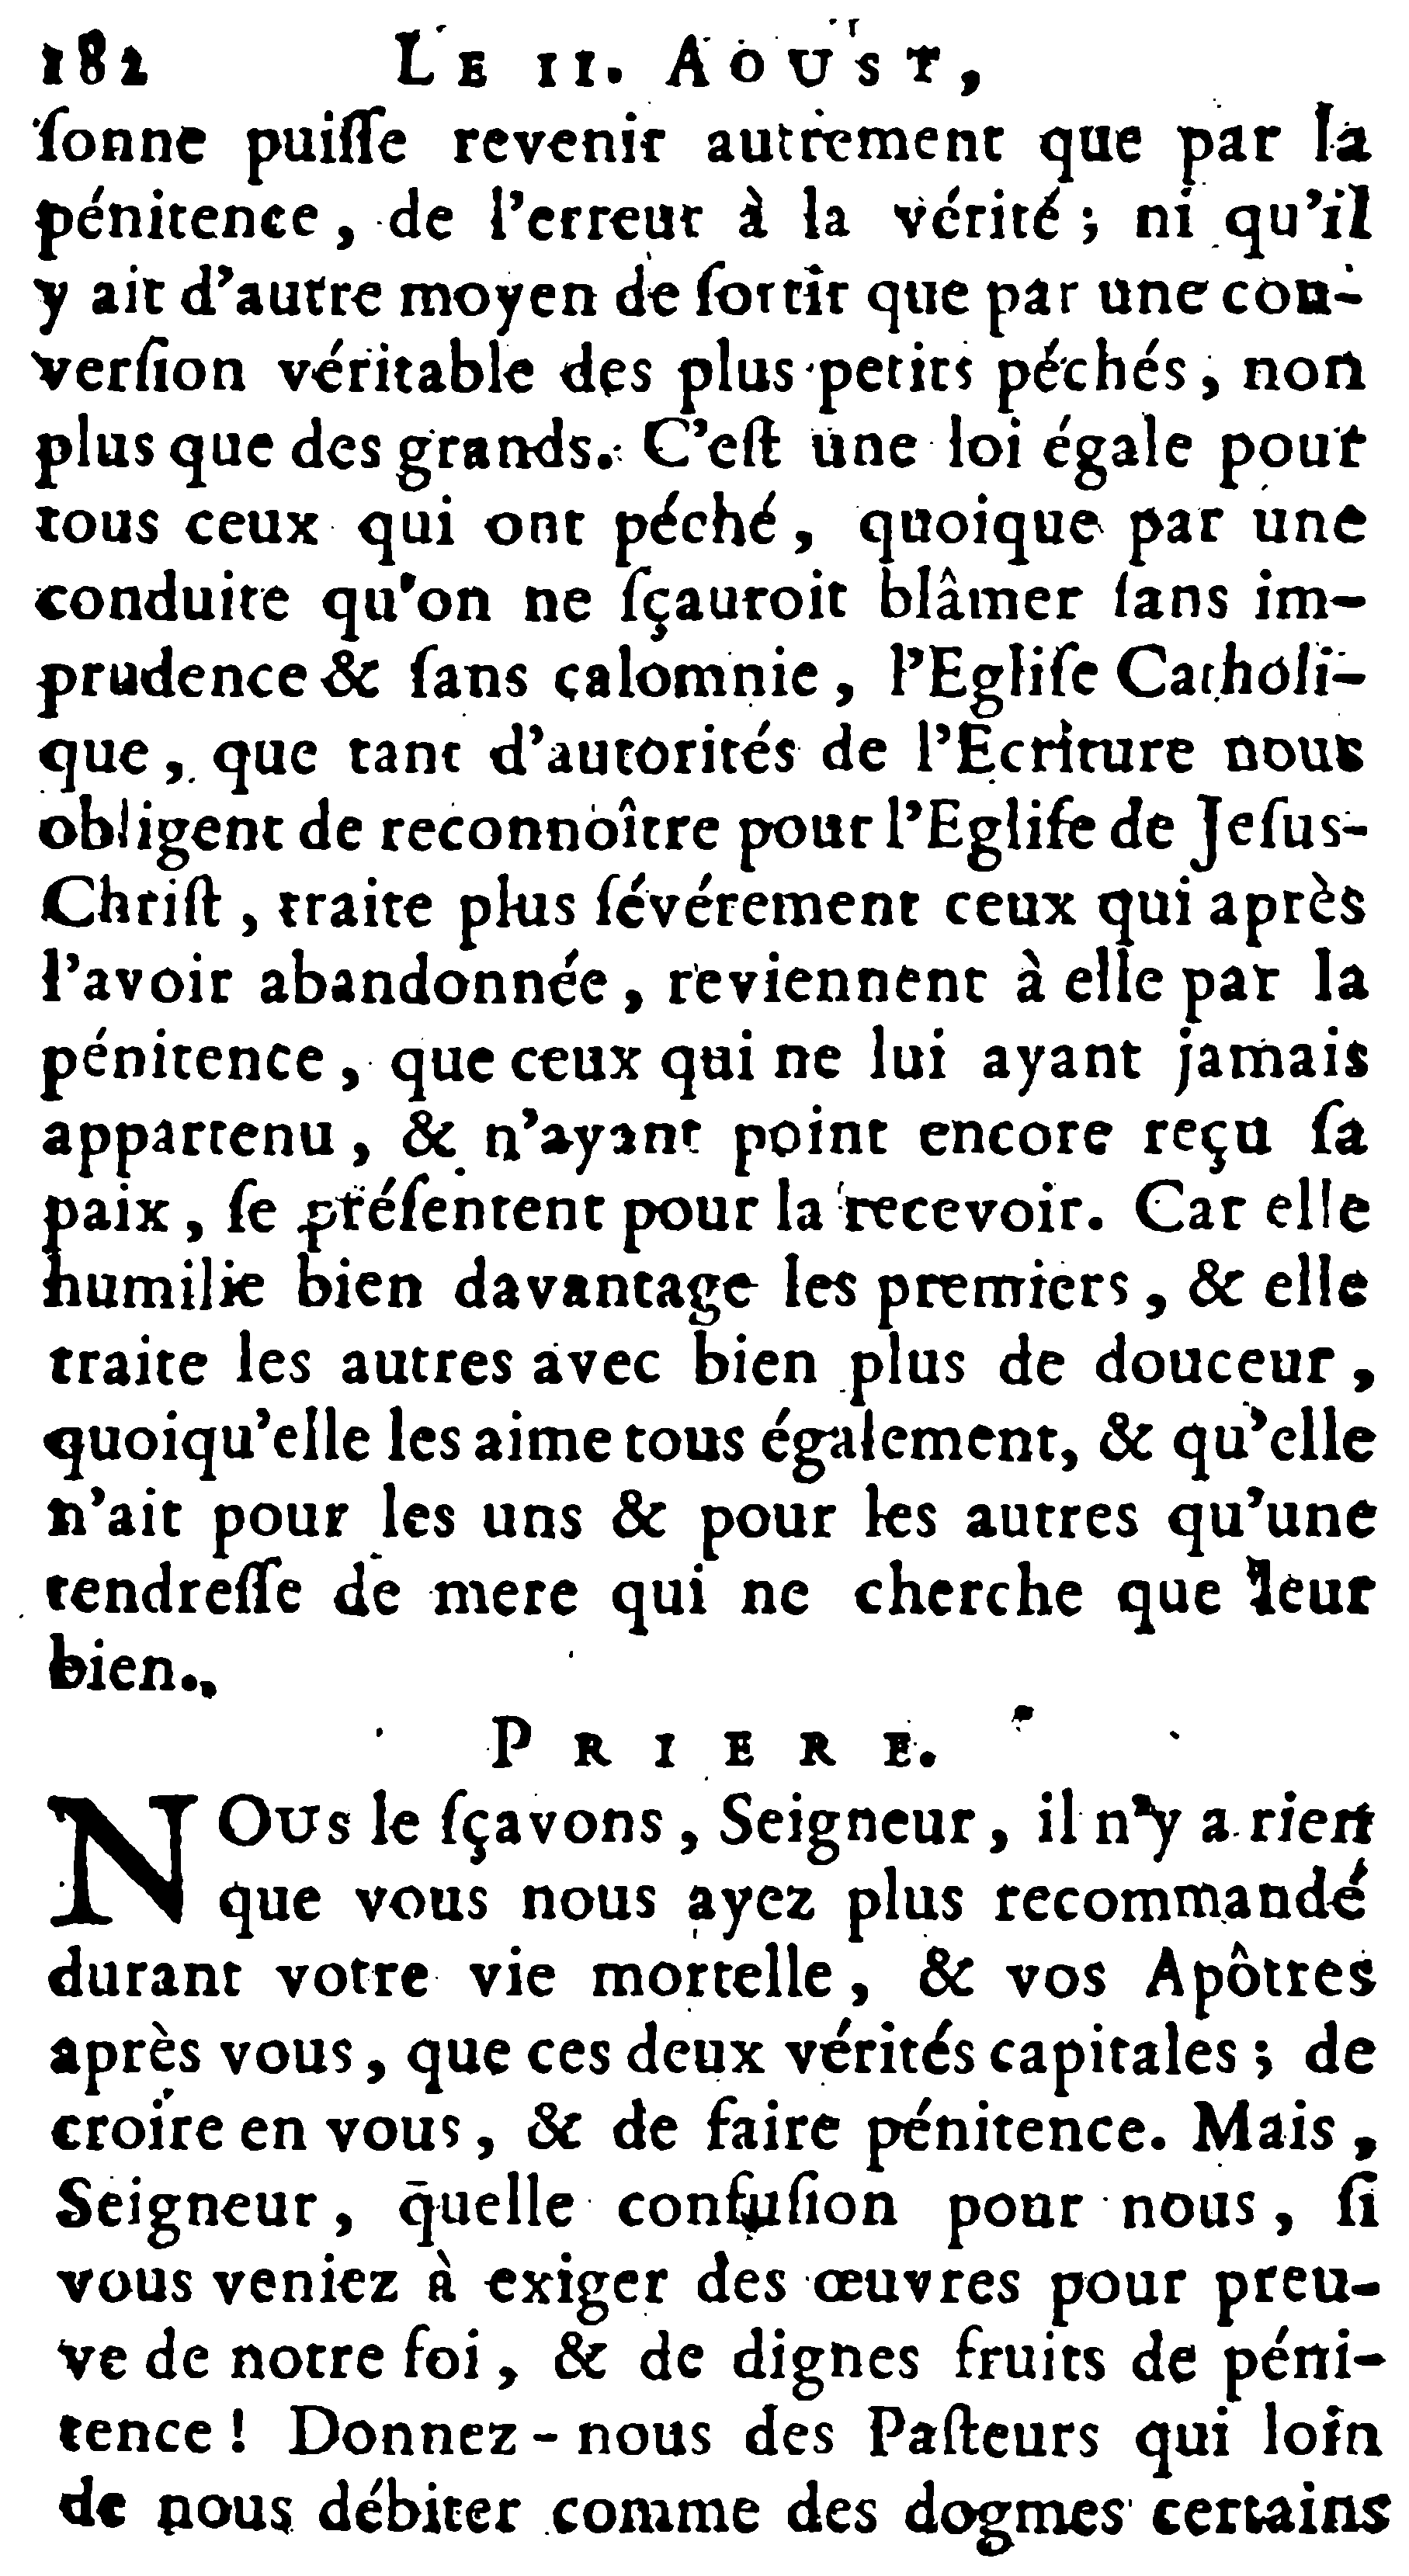 182 LE II. AOUST,
ſonne puiſſe revenir autrement que par la
pénitence, de l'erreur à la vérité; ni qu'il
y ait d'autre moyen de ſortir que par une con-
verſion véritable des plus petits péchés, non
plus que des grands. C'eſt une loi égale pour
tous ceux qui ont péché, quoique par une
conduite qu'on ne ſçauroit blâmer ſans im-
prudence & ſans calomnie, l'Egliſe Catholi-
que, que tant d'autorités de l'Ecriture nous
obligent de reconnoître pour l'Egliſe de Jeſus-
Chriſt, traite plus ſévérement ceux qui après
l'avoir abandonnée, reviennent à elle par la
pénitence, que ceux qui ne lui ayant jamais
appartenu, & n'ayant point encore reçu ſa
paix, ſe préſentent pour la recevoir. Car elle
humilie bien davantage les premiers, & elle
traite les autres avec bien plus de douceur,
quoiqu'elle les aime tous également, & qu'elle
n'ait pour les uns & pour les autres qu'une
tendreſſe de mere qui ne cherche que leur
bien.
PRIERE.
NOUs le ſçavons, Seigneur, il n'y a rien
que vous nous ayez plus recommandé
durant votre vie mortelle, & vos Apôtres
après vous, que ces deux vérités capitales; de
croire en vous, & de faire pénitence. Mais,
Seigneur, quelle confuſion pour nous, ſi
vous veniez à exiger des œuvres pour preu-
ve de notre foi, & de dignes fruits de péni-
tence! Donnez-nous des Paſteurs qui loin
de nous débiter comme des dogmes certains